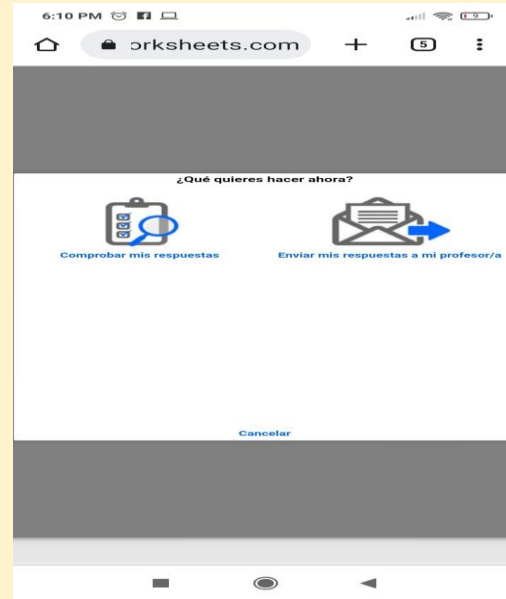 6:10 PM
orksheets.com
5
¿Qué quieres hacer ahora?
Comprobar mis respuestas
Enviar mis respuestas a mi profesor/a
Cancelar